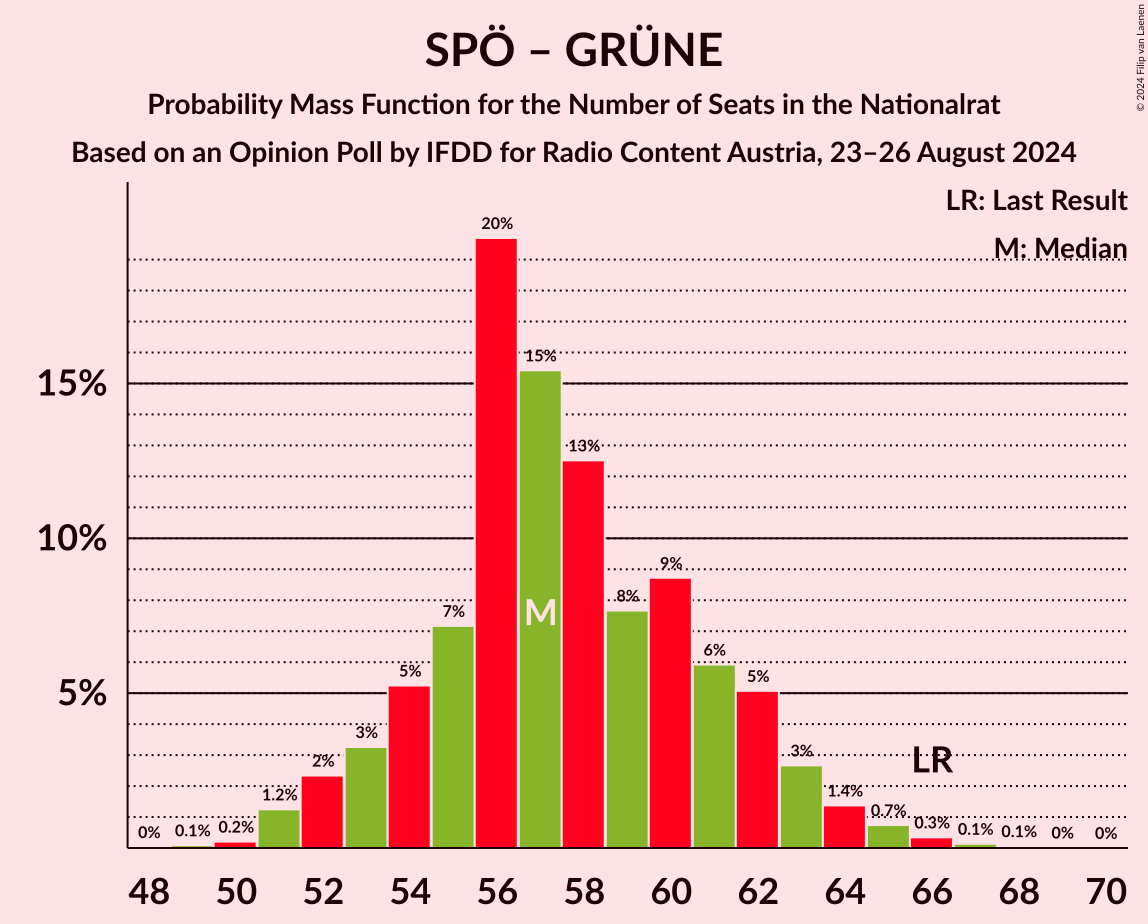 SPÖ – GRÜNE
Probability Mass Function for the Number of Seats in the Nationalrat
Based on an Opinion Poll by IFDD for Radio Content Austria, 23–26 August 2024
© 2024 Filip van Laenen
LR: Last Result
M: Median
15%
10%
5%
0%
0.1%
0.2%
1.2%
2%
3%
5%
7%
20%
15%
13%
8%
9%
6%
5%
3%
1.4%
0.7%
0.3%
0.1%
0.1%
0%
0%
M
LR
48 50 52 54 56 58 60 62 64 66 68 70